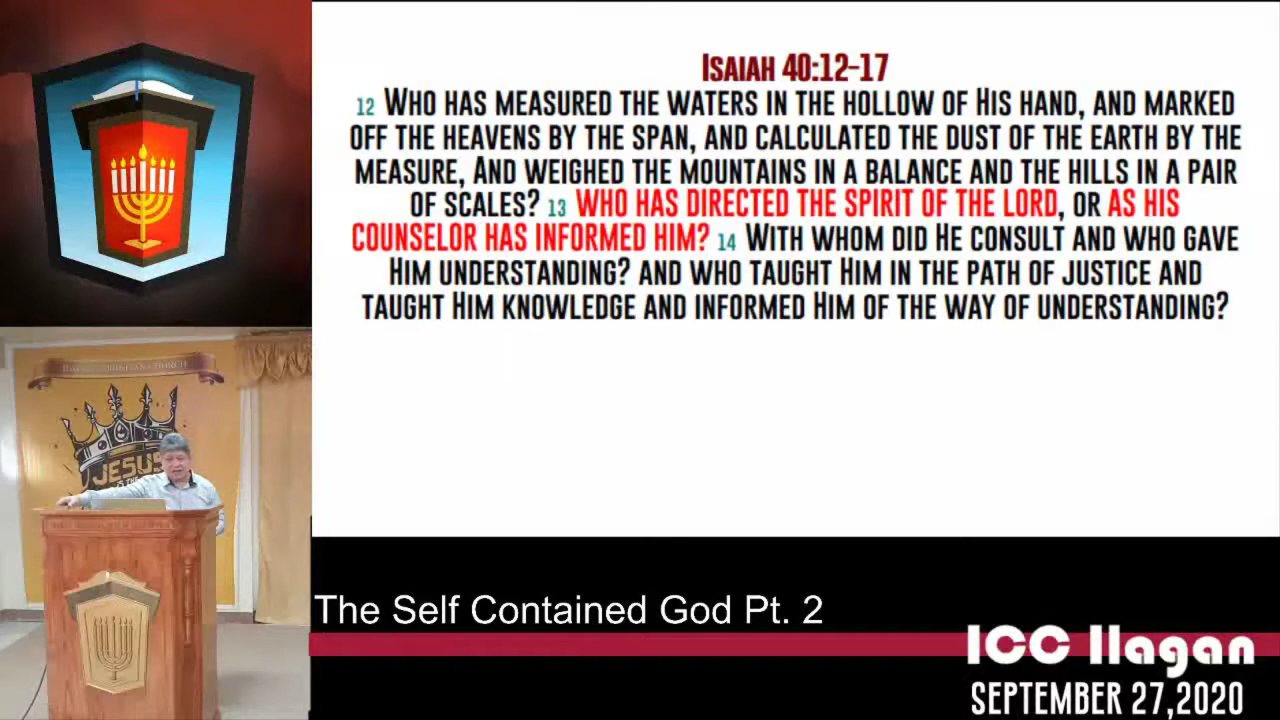 Isaiah 40:12-17
12 Who has measured the waters in the hollow of His hand, and marked
off the heavens by the span, and calculated the dust of the earth by the
measure, And weighed the mountains in a balance and the hills in a pair
of scales? 13 Who has directed the Spirit of the Lord, or as His
counselor has informed Him? 14 With whom did He consult and who gave
Him understanding? and who taught Him in the path of justice and
taught Him knowledge and informed Him of the way of understanding?
JESUS
IS THE
The Self Contained God Pt. 2
ICC Ilagan
SEPTEMBER 27,2020